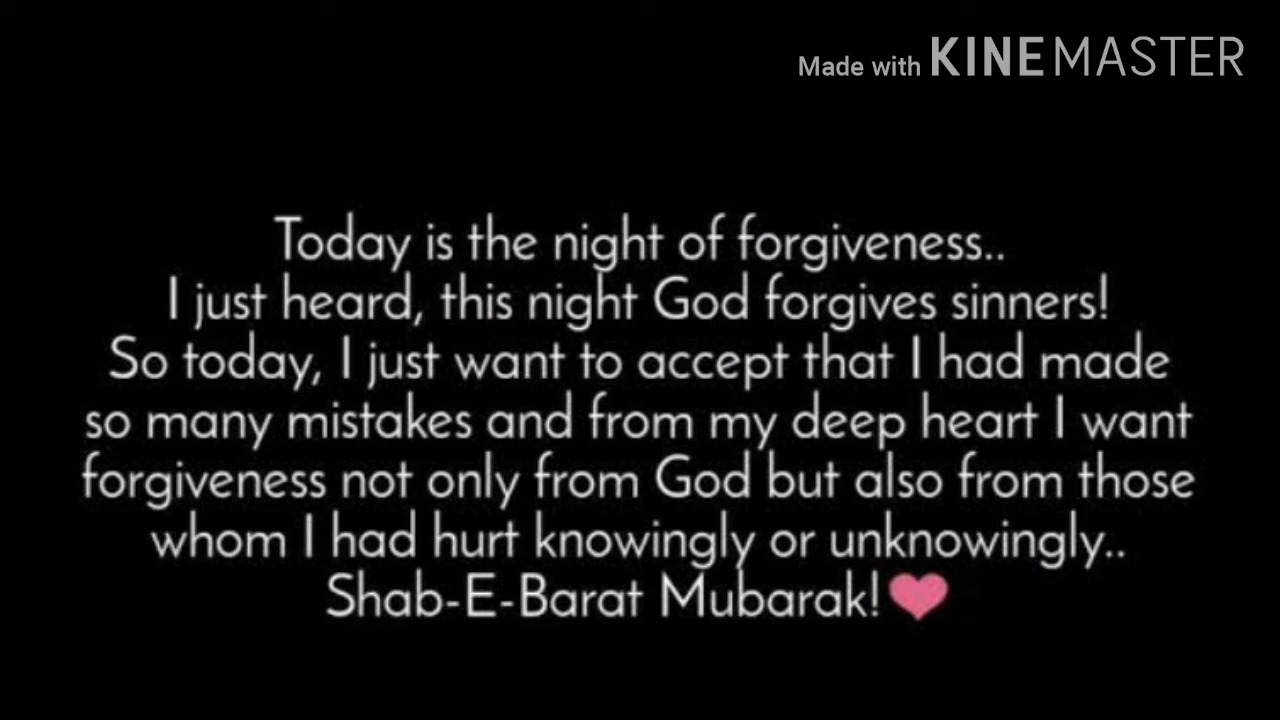 Made with KINEMASTER
Today is the night of forgiveness..
I just heard, this night God forgives sinners!
So today, I just want to accept that I had made
so many mistakes and from my deep heart I want
forgiveness not only from God but also from those
whom I had hurt knowingly or unknowingly..
Shab-E-Barat Mubarak!